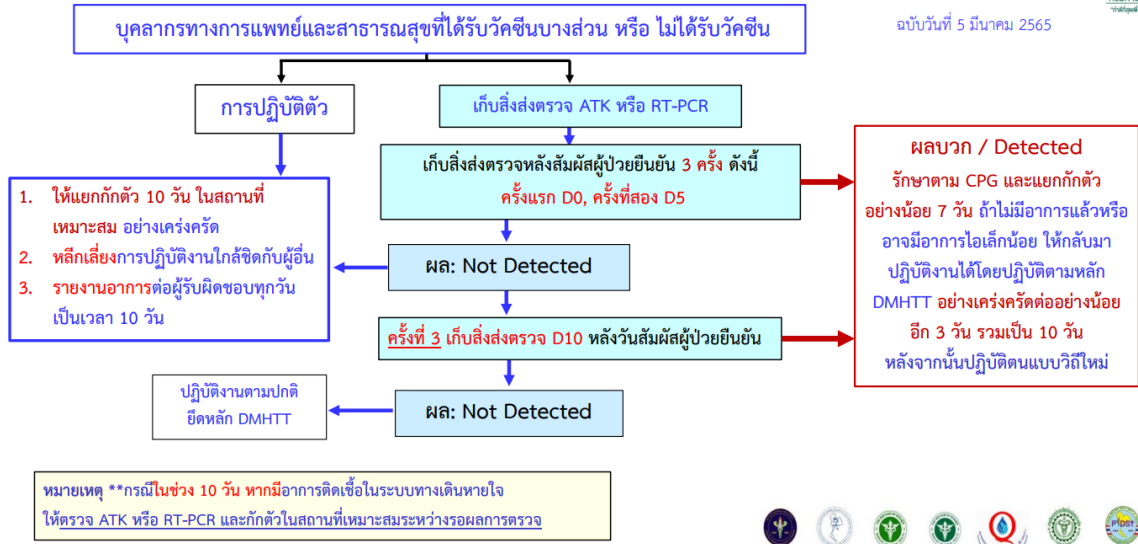 บุคลากรทางการแพทย์และสาธารณสุขที่ได้รับวัคซีนบางส่วน หรือ ไม่ได้รับวัคซีน
ฉบับวันที่ 5 มีนาคม 2565
การปฏิบัติตัว
เก็บสิ่งส่งตรวจ ATK หรือ RT-PCR
เก็บสิ่งส่งตรวจหลังสัมผัสผู้ป่วยยืนยัน 3 ครั้ง ดังนี้
ครั้งแรก D0, ครั้งที่สอง D5
ผลบวก / Detected
รักษาตาม CPG และแยกกักตัว
อย่างน้อย 7 วัน ถ้าไม่มีอาการแล้วหรือ
อาจมีอาการไอเล็กน้อย ให้กลับมา
ปฏิบัติงานได้โดยปฏิบัติตามหลัก
DMHTT อย่างเคร่งครัดต่ออย่างน้อย
อีก 3 วัน รวมเป็น 10 วัน
หลังจากนั้นปฏิบัติตนแบบวิถีใหม่
1. ให้แยกกักตัว 10 วัน ในสถานที่
เหมาะสม อย่างเคร่งครัด
2. หลีกเลี่ยงการปฏิบัติงานใกล้ชิดกับผู้อื่น
3. รายงานอาการต่อผู้รับผิดชอบทุกวัน
เป็นเวลา 10 วัน
ผล: Not Detected
ครั้งที่ 3 เก็บสิ่งส่งตรวจ D10 หลังวันสัมผัสผู้ป่วยยืนยัน
ปฏิบัติงานตามปกติ
ยึดหลัก DMHTT
ผล: Not Detected
หมายเหตุ **กรณีในช่วง 10 วัน หากมีอาการติดเชื้อในระบบทางเดินหายใจ
ให้ตรวจ ATK หรือ RT-PCR และกักตัวในสถานที่เหมาะสมระหว่างรอผลการตรวจ
PIDST